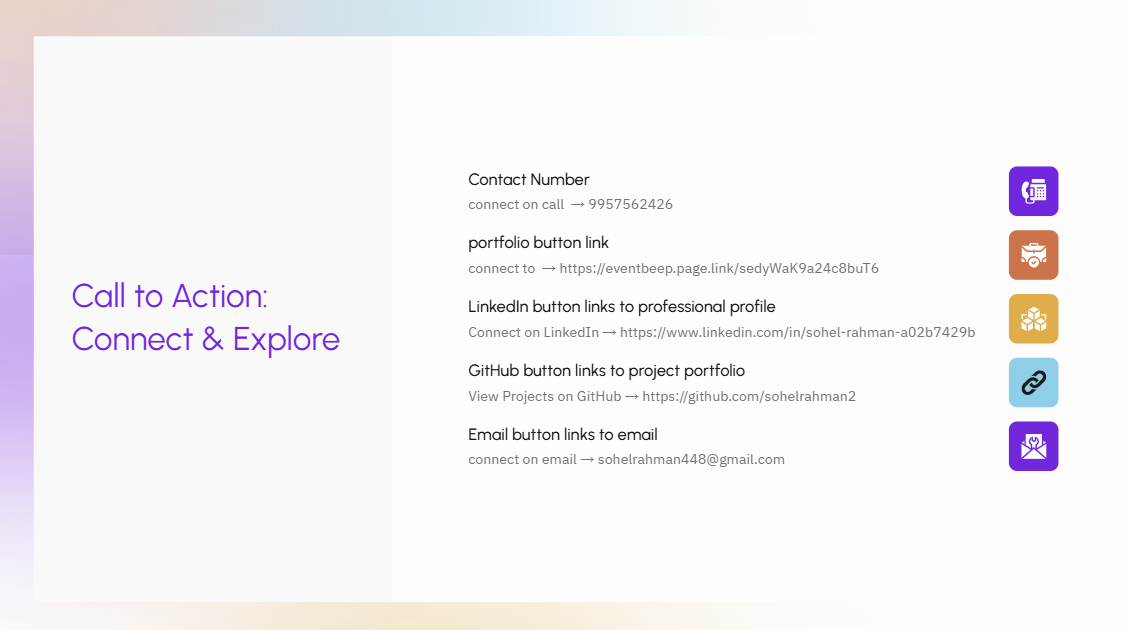 Call to Action:
Connect & Explore
Contact Number
connect on call → 9957562426
portfolio button link
connect to → https://eventbeep.page.link/sedyWaK9a24c8buT6
LinkedIn button links to professional profile
Connect on LinkedIn → https://www.linkedin.com/in/sohel-rahman-a02b7429b
GitHub button links to project portfolio
View Projects on GitHub → https://github.com/sohelrahman2
Email button links to email
connect on email → sohelrahman448@gmail.com